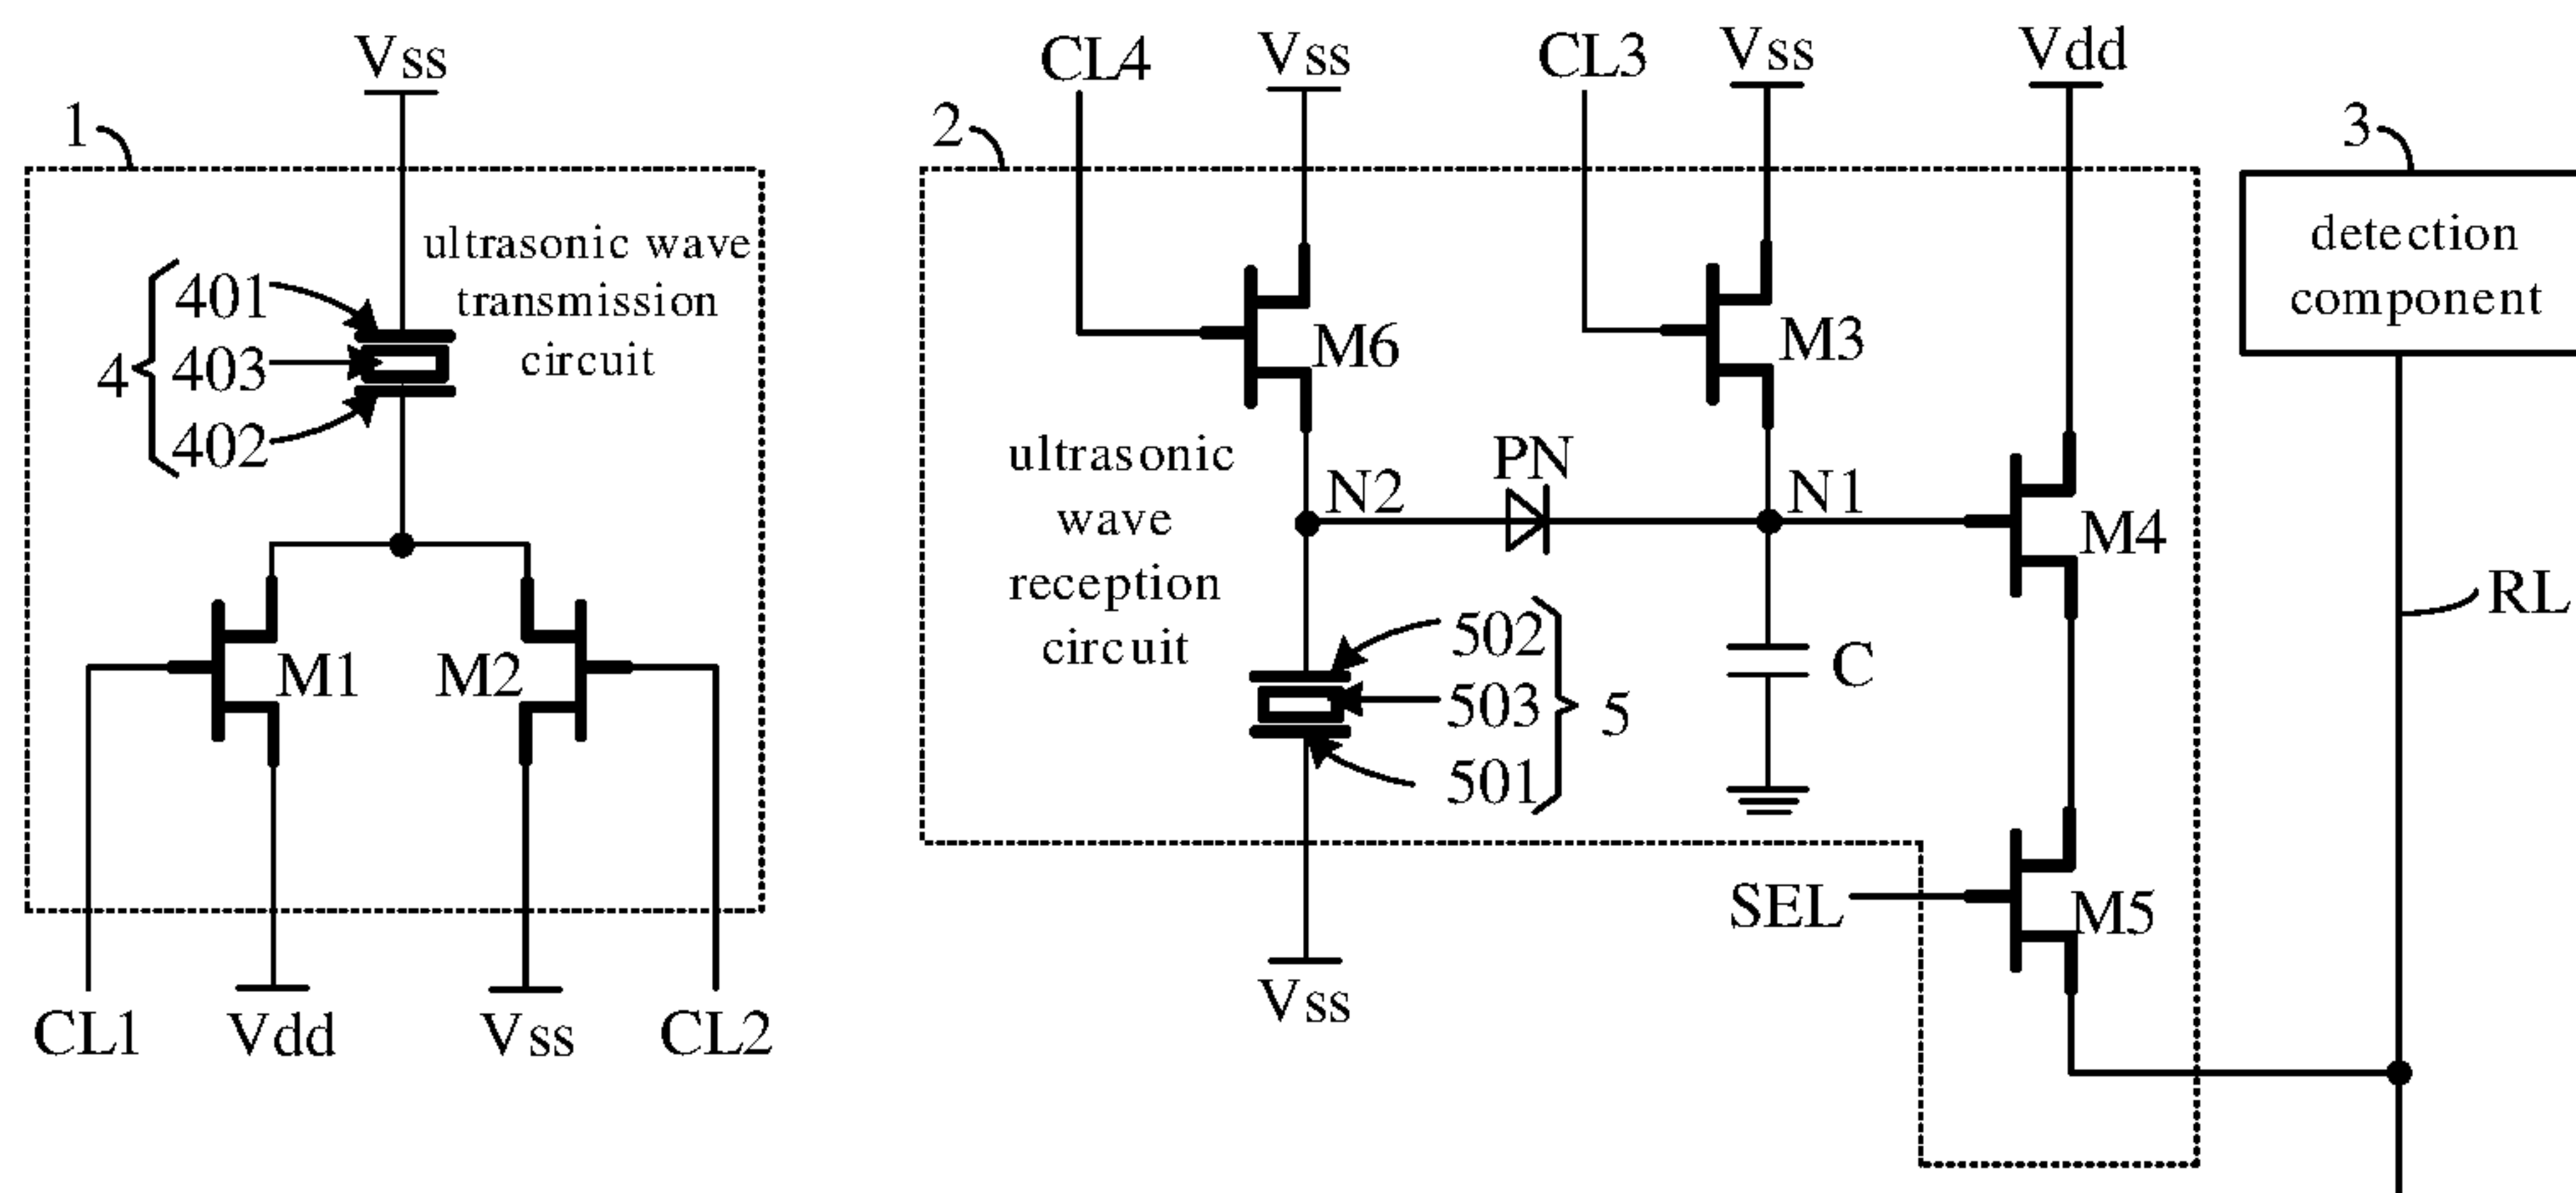 Vss
1
ultrasonic wave
transmission
circuit
401
4
403
402
M1
M2
CL1
Vdd
Vss
CL2
CL4
Vss
CL3
Vss
Vdd
2
M6
M3
ultrasonic
wave
reception
circuit
N2
PN
N1
M4
502
503
5
501
C
SEL
M5
Vss
3
detection
component
RL